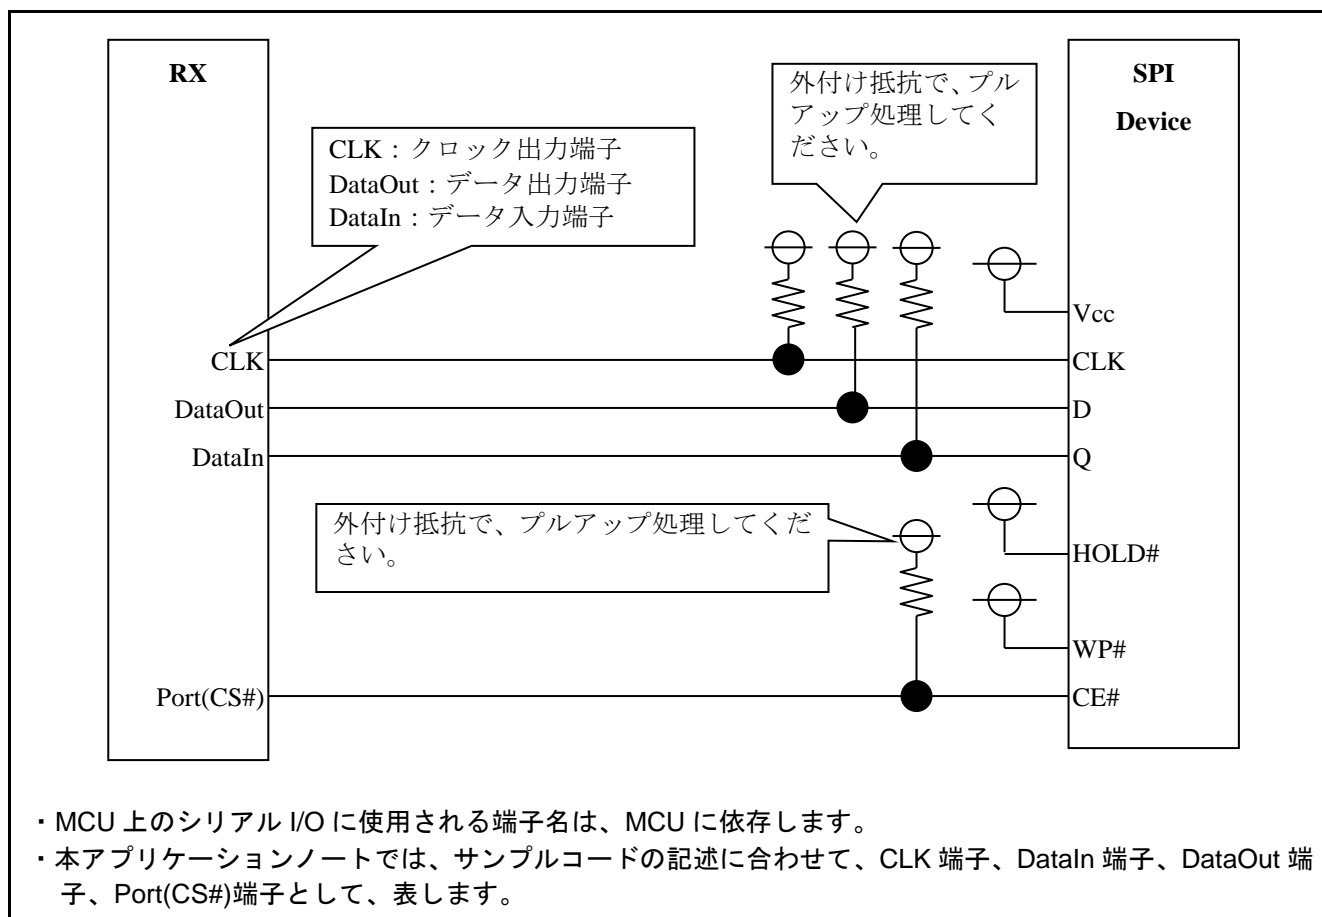 RX
SPI
Device
外付け抵抗で、プル
アップ処理してく
ださい。
CLK：クロック出力端子
DataOut：データ出力端子
DataIn：データ入力端子
Vcc
CLK
CLK
DataOut
D
DataIn
Q
外付け抵抗で、プルアップ処理してくだ
さい。
HOLD#
WP#
Port(CS#)
CE#
・MCU 上のシリアル I/O に使用される端子名は、MCU に依存します。
・本アプリケーションノートでは、サンプルコードの記述に合わせて、CLK 端子、DataIn 端子、DataOut 端
子、Port(CS#)端子として、表します。